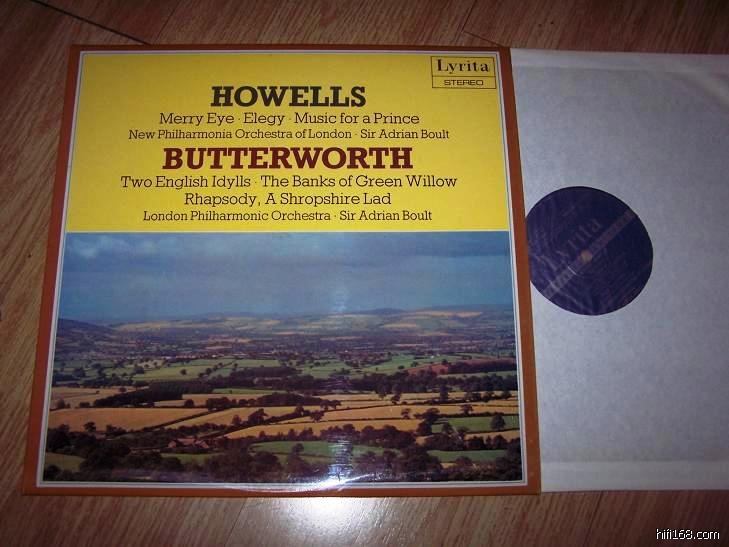 Lyrita
STEREO
HOWELLS
Merry Eye · Elegy · Music for a Prince
New Philharmonia Orchestra of London · Sir Adrian Boult
BUTTERWORTH
Two English Idylls · The Banks of Green Willow
Rhapsody, A Shropshire Lad
London Philharmonic Orchestra · Sir Adrian Boult
Lyrita
hifi168.com